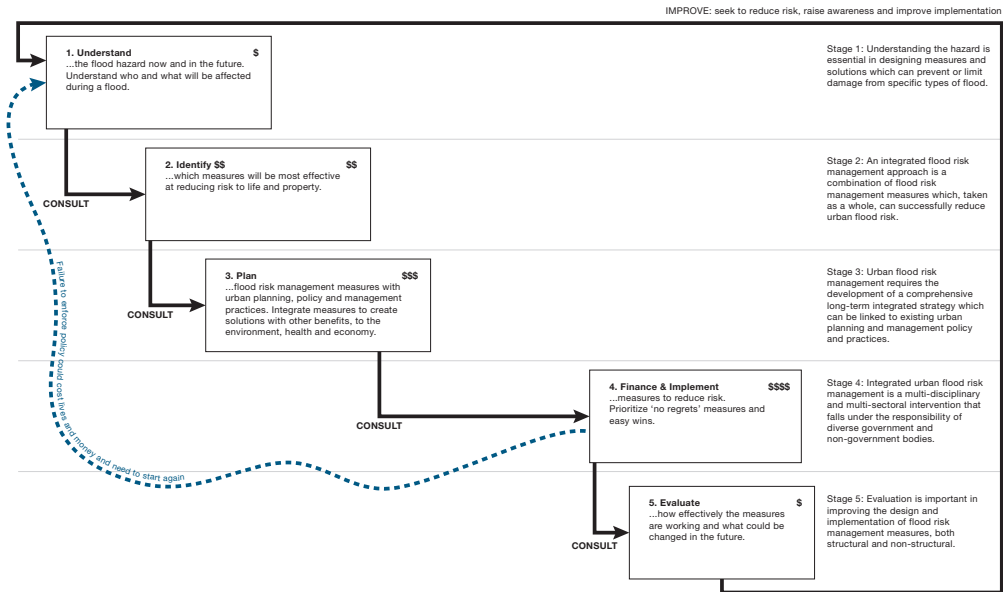 IMPROVE: seek to reduce risk, raise awareness and improve implementation
1. Understand $
...the flood hazard now and in the future.
Understand who and what will be affected
during a flood.
Stage 1: Understanding the hazard is
essential in designing measures and
solutions which can prevent or limit
damage from specific types of flood.
CONSULT
2. Identify $$ $$
...which measures will be most effective
at reducing risk to life and property.
Stage 2: An integrated flood risk
management approach is a
combination of flood risk
management measures which, taken
as a whole, can successfully reduce
urban flood risk.
CONSULT
3. Plan $$$
...flood risk management measures with
urban planning, policy and management
practices. Integrate measures to create
solutions with other benefits, to the
environment, health and economy.
Stage 3: Urban flood risk
management requires the
development of a comprehensive
long-term integrated strategy which
can be linked to existing urban
planning and management policy
and practices.
Failure to enforce policy could cost lives and money and need to start again
CONSULT
4. Finance & Implement $$$$
...measures to reduce risk.
Prioritize ‘no regrets’ measures and
easy wins.
Stage 4: Integrated urban flood risk
management is a multi-disciplinary
and multi-sectoral intervention that
falls under the responsibility of
diverse government and
non-government bodies.
CONSULT
5. Evaluate $
...how effectively the measures
are working and what could be
changed in the future.
Stage 5: Evaluation is important in
improving the design and
implementation of flood risk
management measures, both
structural and non-structural.